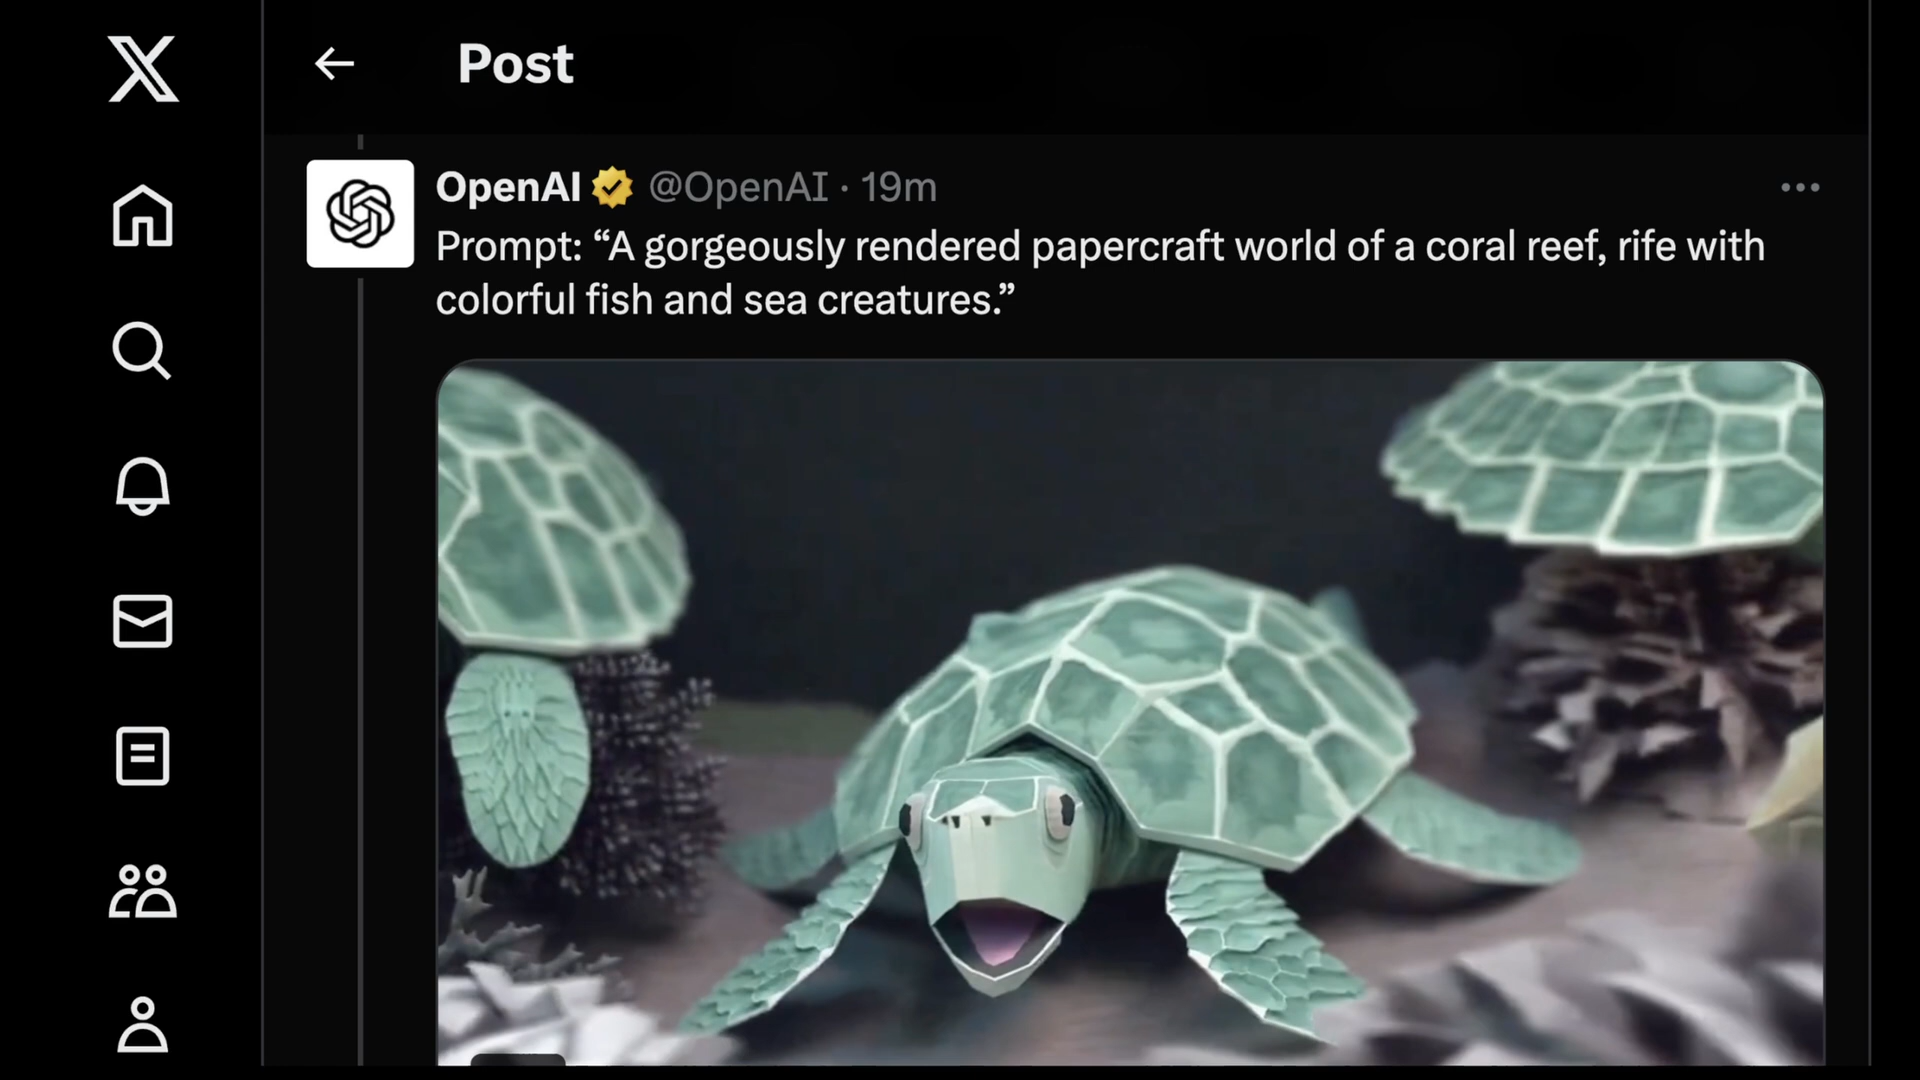 Post
OpenAI @OpenAI · 19m
Prompt: “A gorgeously rendered papercraft world of a coral reef, rife with
colorful fish and sea creatures.”